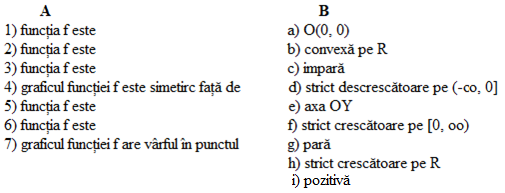 A B
1) funcția f este a) O(0, 0)
2) funcția f este b) convexă pe R
3) funcția f este c) impară
4) graficul funcției f este simetirc față de d) strict descrescătoare pe (-co, 0]
5) funcția f este e) axa OY
6) funcția f este f) strict crescătoare pe [0, oo)
7) graficul funcției f are vârful în punctul g) pară
h) strict crescătoare pe R
i) pozitivă